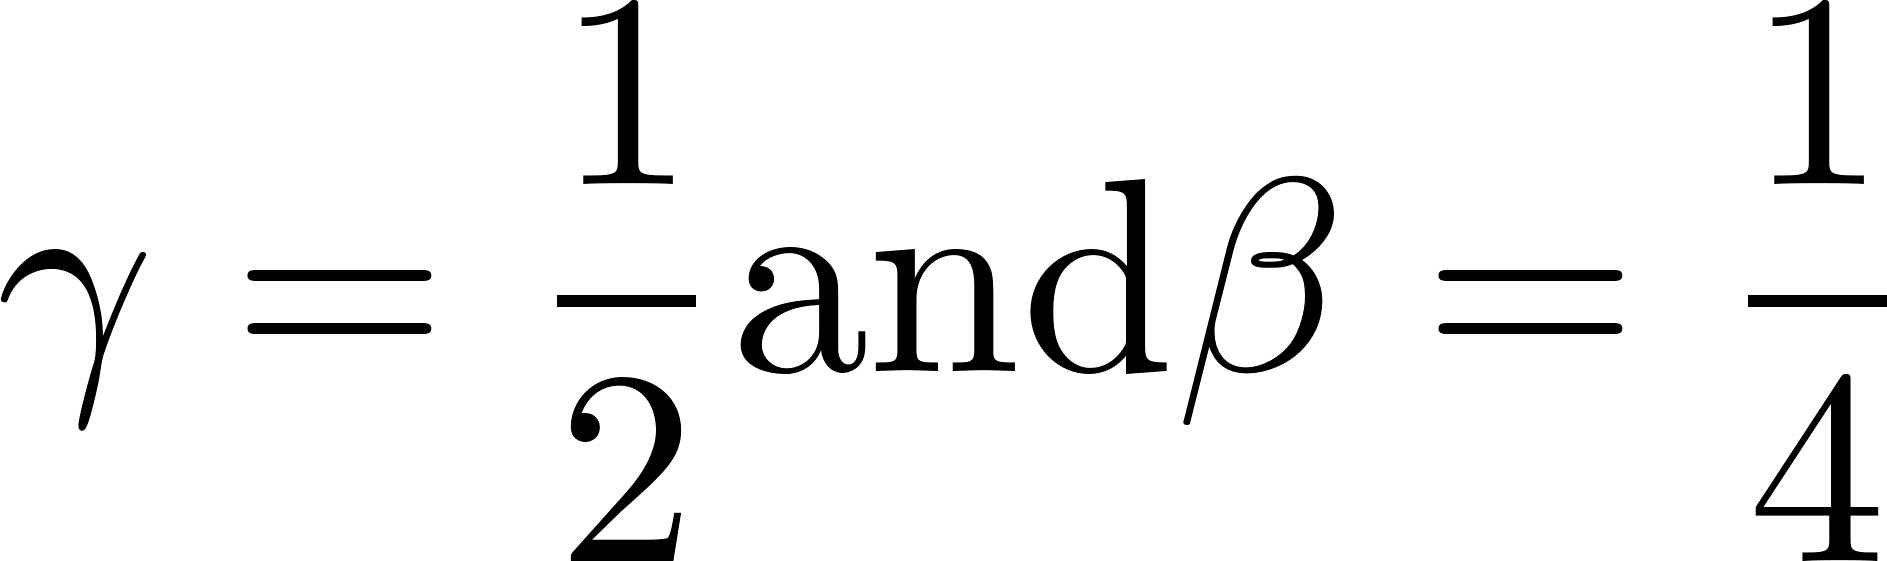 γ = 1/2 and β = 1/4